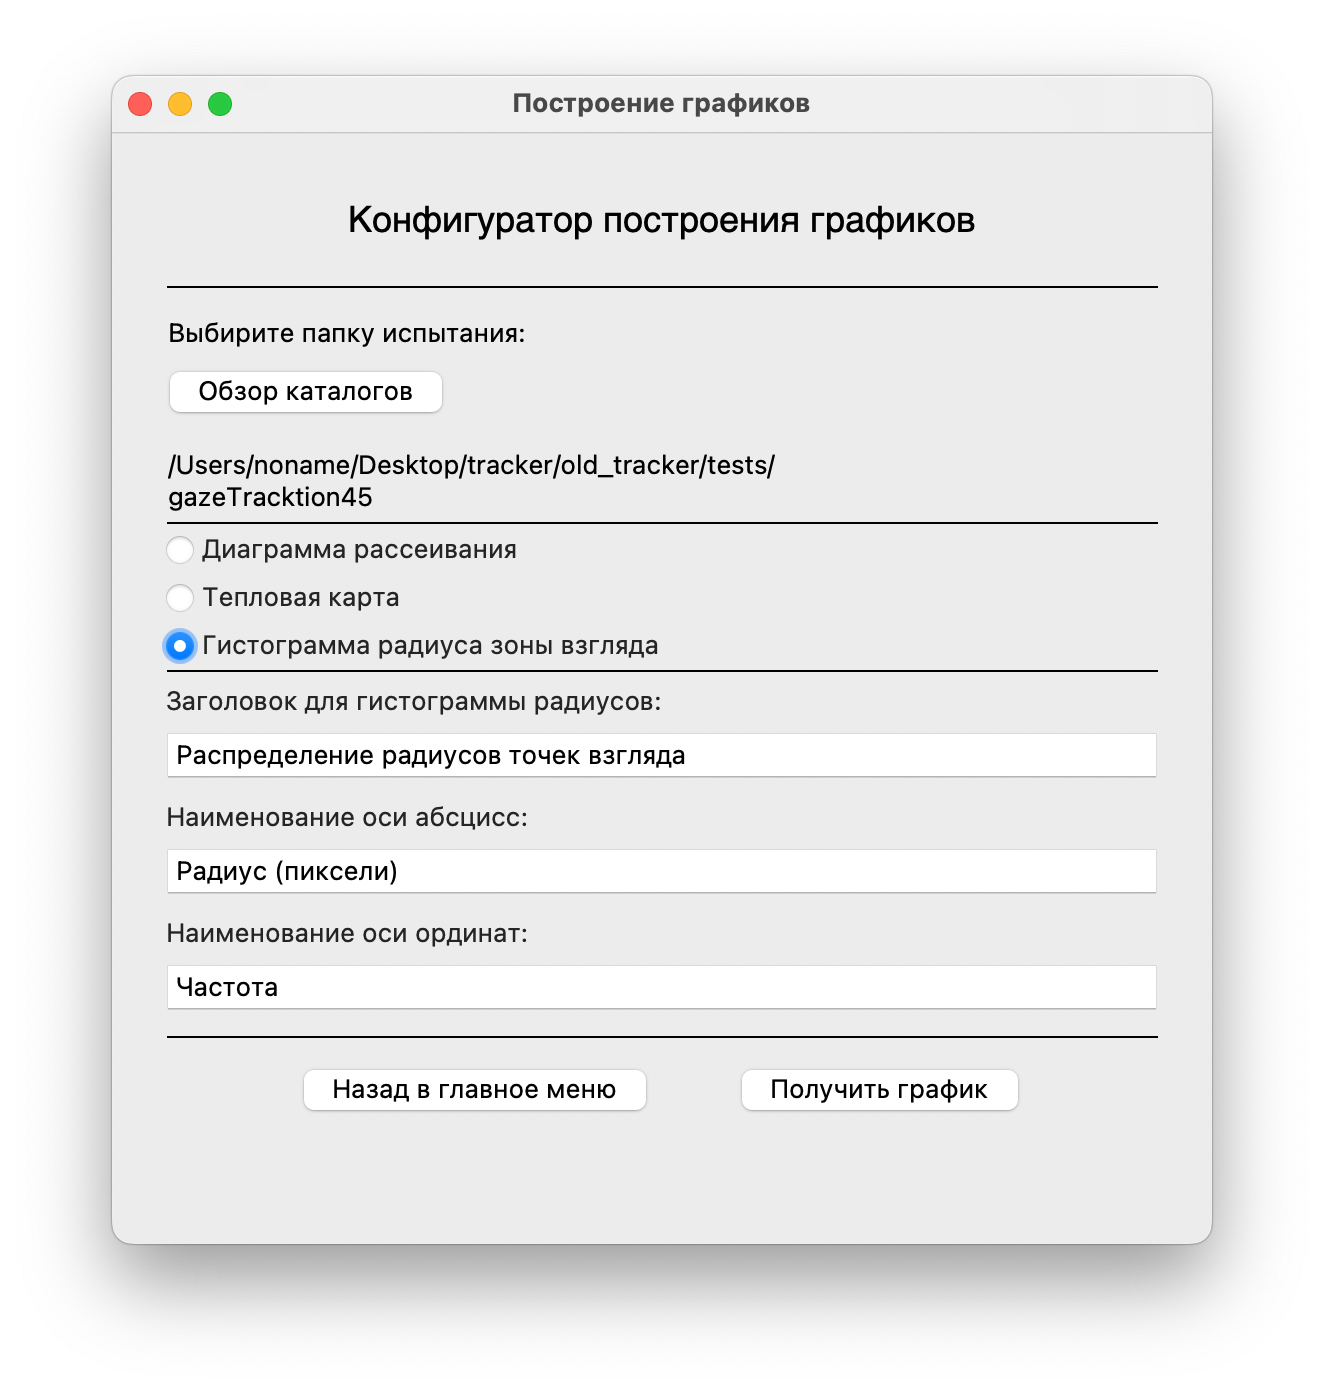 Построение графиков
Конфигуратор построения графиков
Выбирите папку испытания:
Обзор каталогов
/Users/noname/Desktop/tracker/old_tracker/tests/
gazeTracktion45
Диаграмма рассеивания
Тепловая карта
Гистограмма радиуса зоны взгляда
Заголовок для гистограммы радиусов:
Распределение радиусов точек взгляда
Наименование оси абсцисс:
Радиус (пиксели)
Наименование оси ординат:
Частота
Назад в главное меню
Получить график